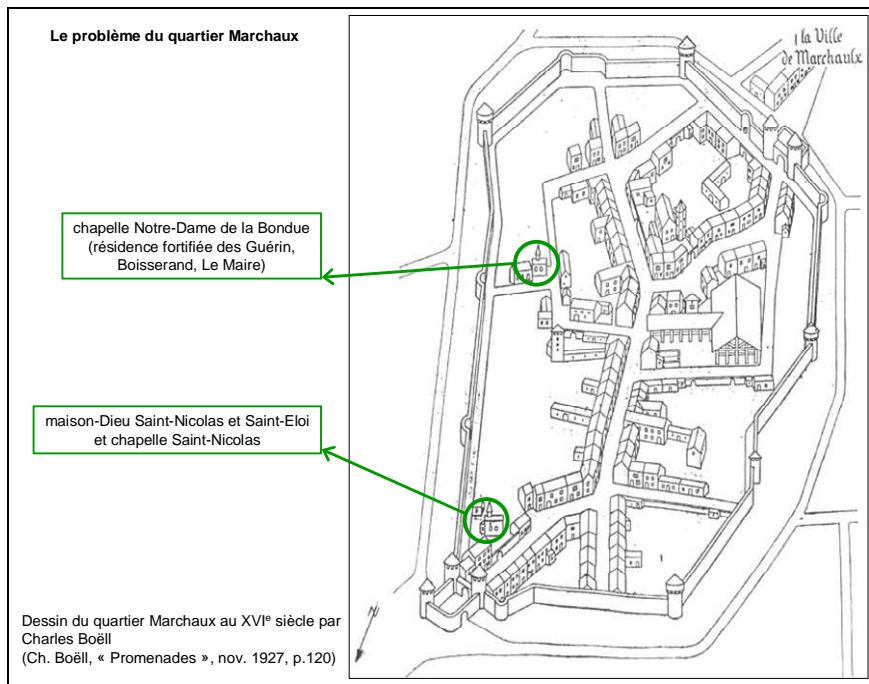 Le problème du quartier Marchaux
la Ville
de Marchaulx
chapelle Notre-Dame de la Bondue
(résidence fortifiée des Guérin,
Boisserand, Le Maire)
maison-Dieu Saint-Nicolas et Saint-Eloi
et chapelle Saint-Nicolas
N
Dessin du quartier Marchaux au XVIe siècle par
Charles Boëll
(Ch. Boëll, « Promenades », nov. 1927, p.120)